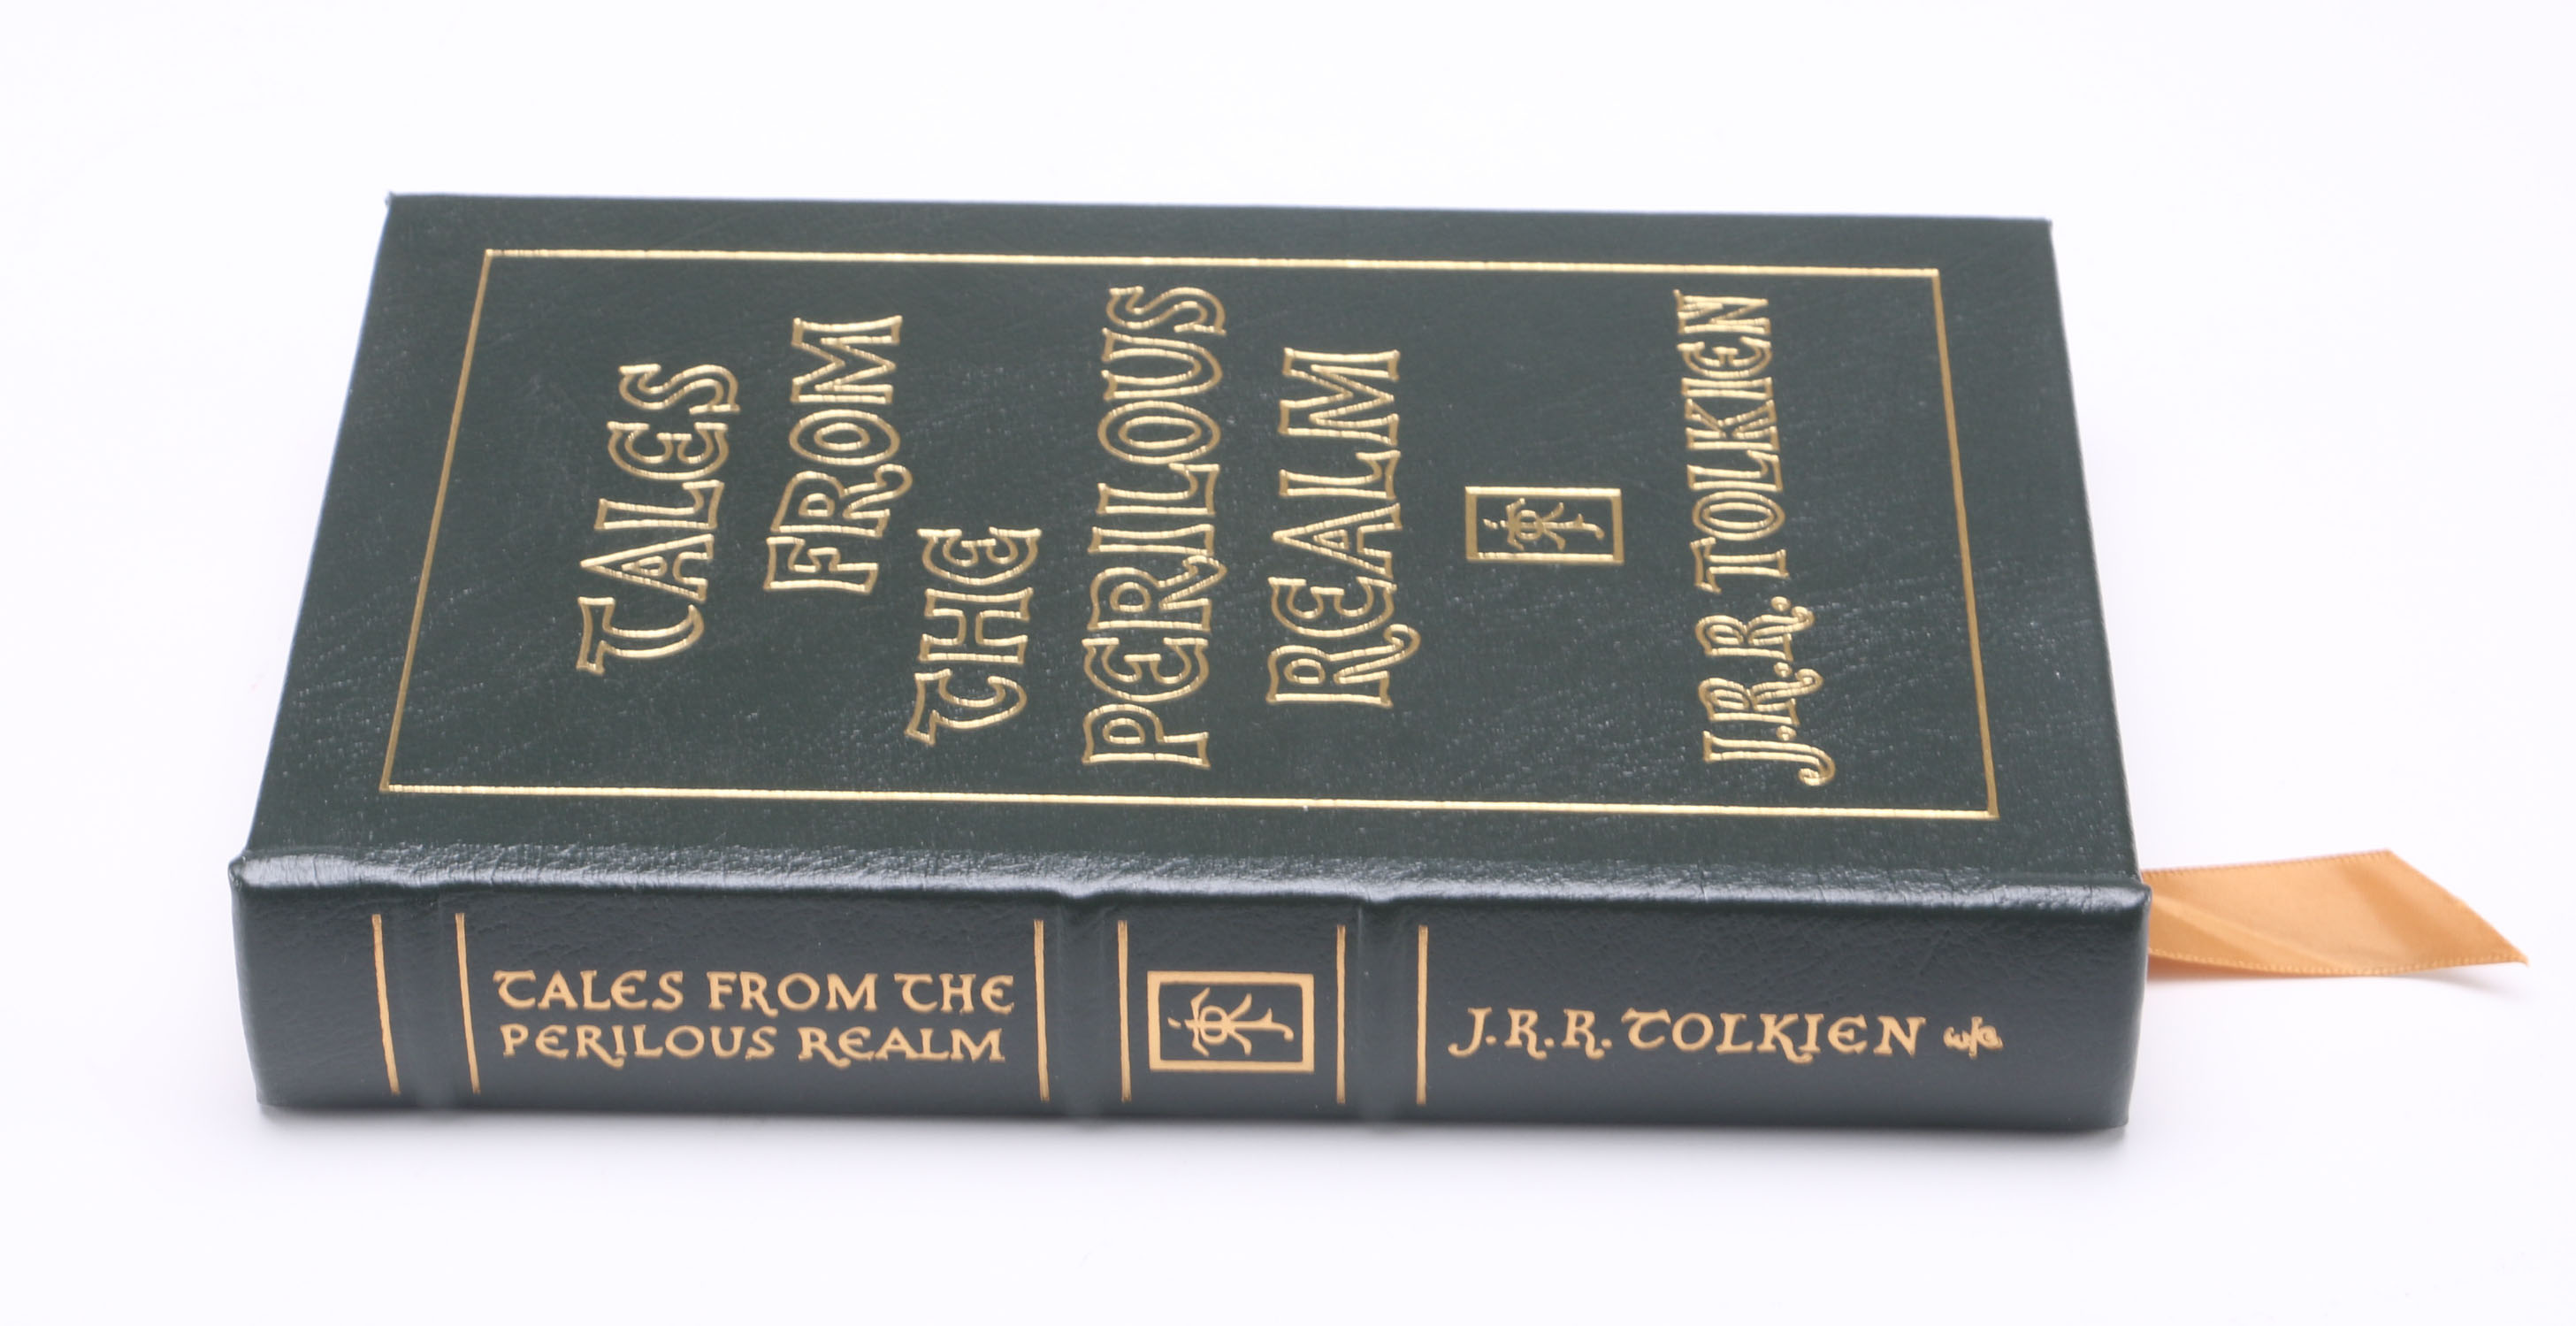 TALES
FROM
THE
PERILOUS
REALM
J.R.R. TOLKIEN
TALES FROM THE
PERILOUS REALM
J.R.R. TOLKIEN